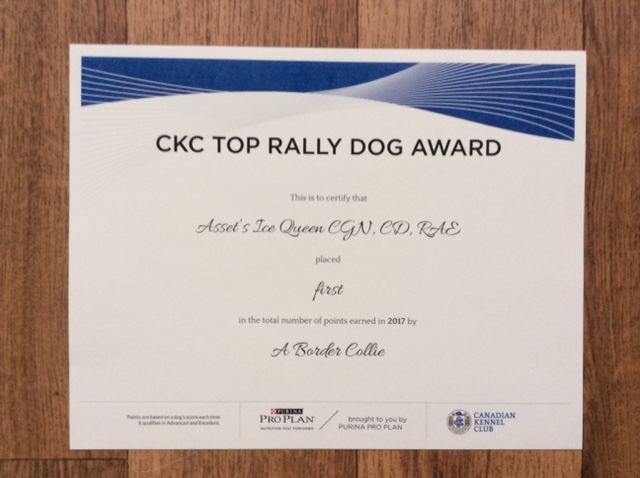 CKC TOP RALLY DOG AWARD
This is to certify that
Asset's Ice Queen CGN, CD, RAE
placed
first
in the total number of points earned in 2017 by
A Border Collie
Points are based on a dog's score each time
it qualifies in Advanced and Excellent.
PURINA
PRO PLAN
NUTRITION THAT PERFORMS
brought to you by
PURINA PRO PLAN
CANADIAN
KENNEL
CLUB